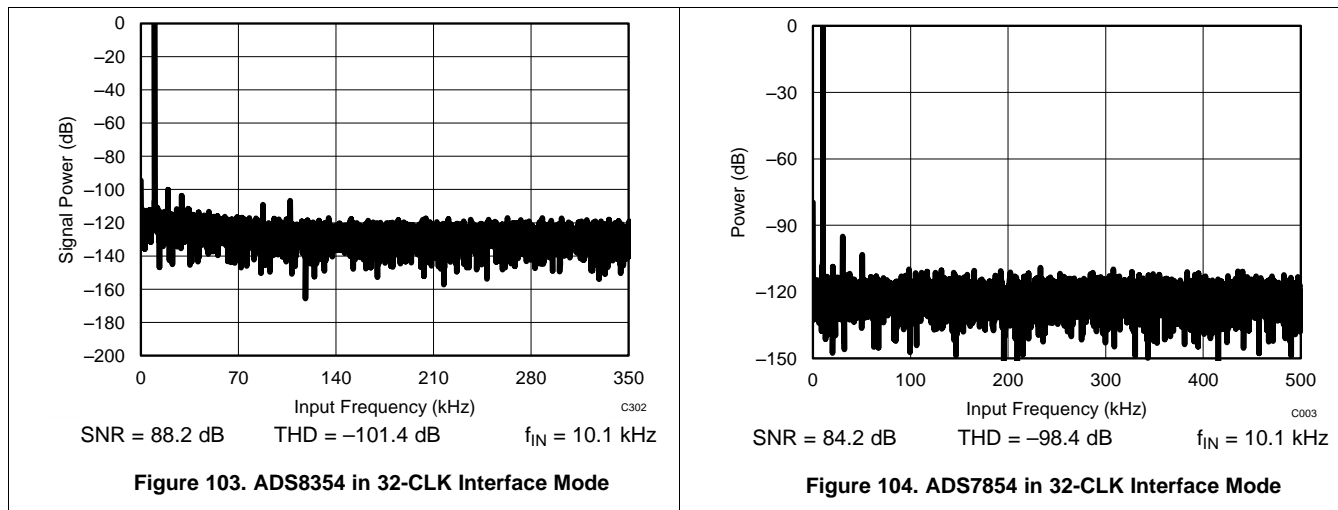 0
–20
–40
–60
–80
–100
–120
–140
–160
–180
–200
Signal Power (dB)
0 70 140 210 280 350
Input Frequency (kHz)
C302
SNR = 88.2 dB THD = –101.4 dB fIN = 10.1 kHz
Figure 103. ADS8354 in 32-CLK Interface Mode
0
–30
–60
–90
–120
–150
Power (dB)
0 100 200 300 400 500
Input Frequency (kHz)
C003
SNR = 84.2 dB THD = –98.4 dB fIN = 10.1 kHz
Figure 104. ADS7854 in 32-CLK Interface Mode